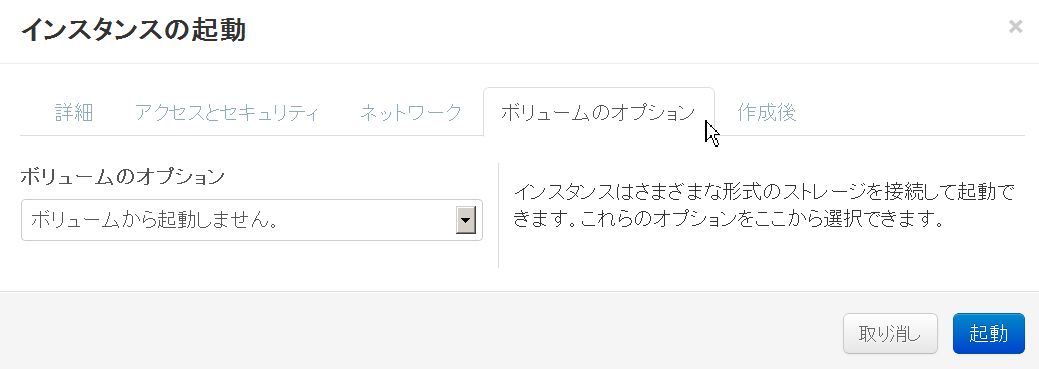 インスタンスの起動
×
詳細 アクセスとセキュリティ ネットワーク ボリュームのオプション 作成後
ボリュームのオプション
ボリュームから起動しません。
インスタンスはさまざまな形式のストレージを接続して起動で
きます。これらのオプションをここから選択できます。
取り消し 起動